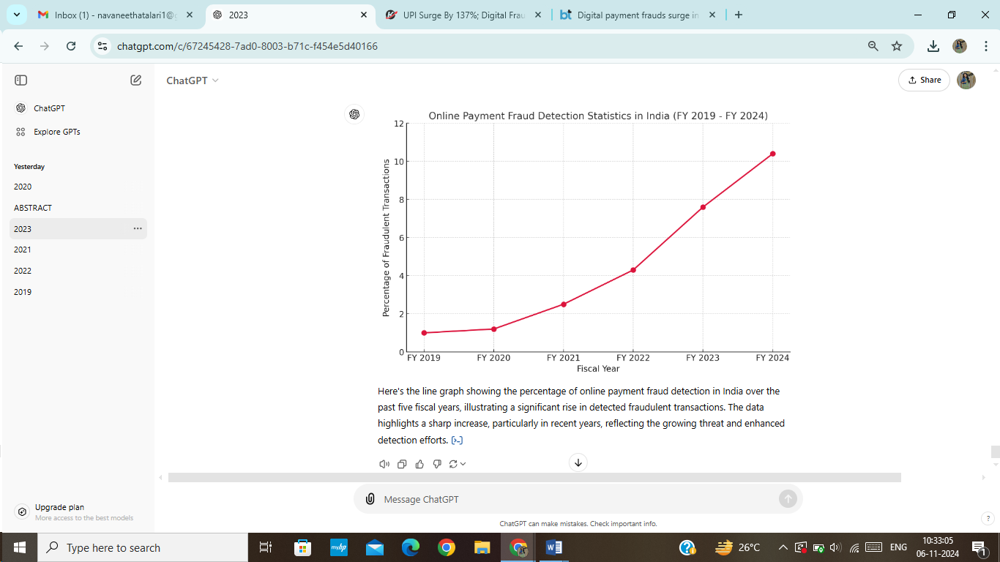 Inbox (1) - navaneethatalari1@g
2023
UPI Surge By 137%; Digital Frau
Digital payment frauds surge in
chatgpt.com/c/67245428-7ad0-8003-b71c-f454e5d40166
ChatGPT
Share
ChatGPT
Explore GPTs
Yesterday
2020
ABSTRACT
2023
2021
2022
2019
Online Payment Fraud Detection Statistics in India (FY 2019 - FY 2024)
Percentage of Fraudulent Transactions
12
10
8
6
4
2
0
FY 2019 FY 2020 FY 2021 FY 2022 FY 2023 FY 2024
Fiscal Year
Here's the line graph showing the percentage of online payment fraud detection in India over the
past five fiscal years, illustrating a significant rise in detected fraudulent transactions. The data
highlights a sharp increase, particularly in recent years, reflecting the growing threat and enhanced
detection efforts. [>-]
Message ChatGPT
ChatGPT can make mistakes. Check important info.
Upgrade plan
More access to the best models
?
Type here to search
myhp
26°C
ENG
10:33:05
06-11-2024
1